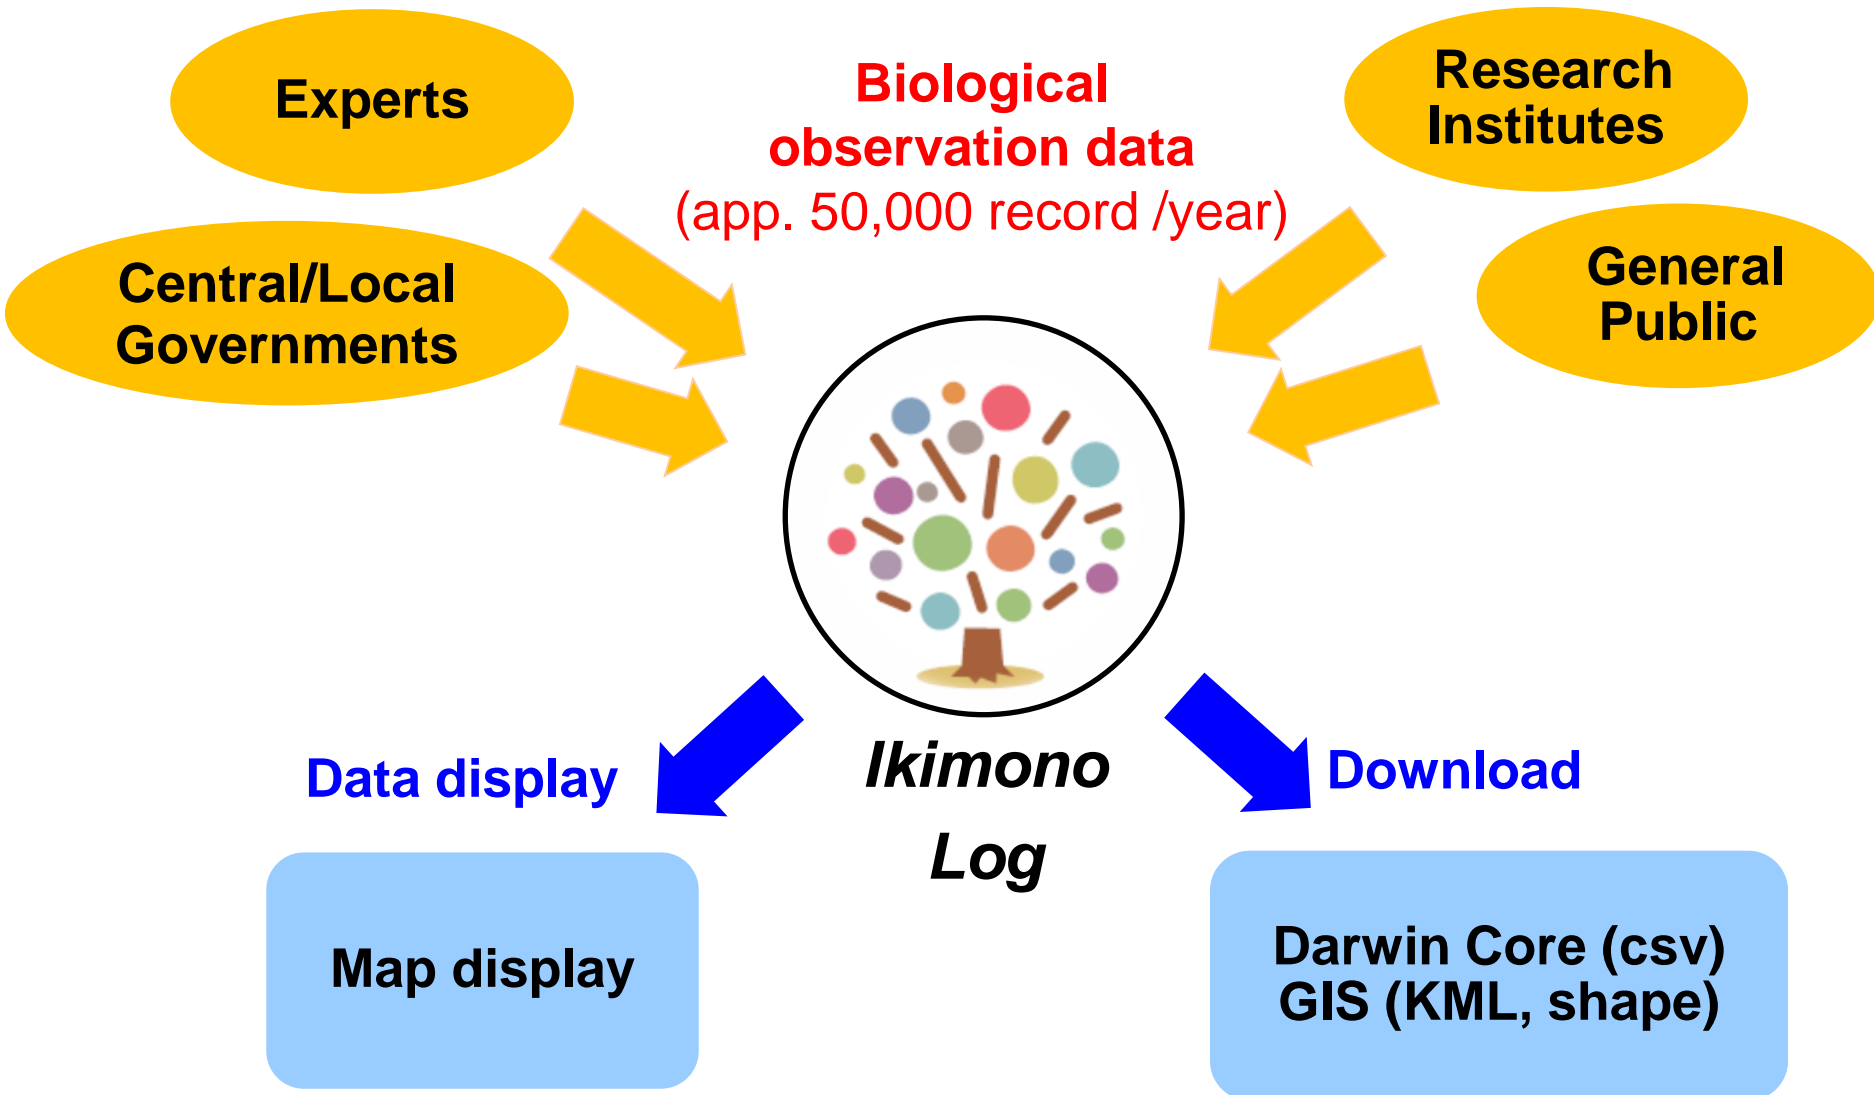 Experts
Central/Local
Governments
Biological
observation data
(app. 50,000 record /year)
Research
Institutes
General
Public
Ikimono
Log
Data display
Map display
Download
Darwin Core (csv)
GIS (KML, shape)